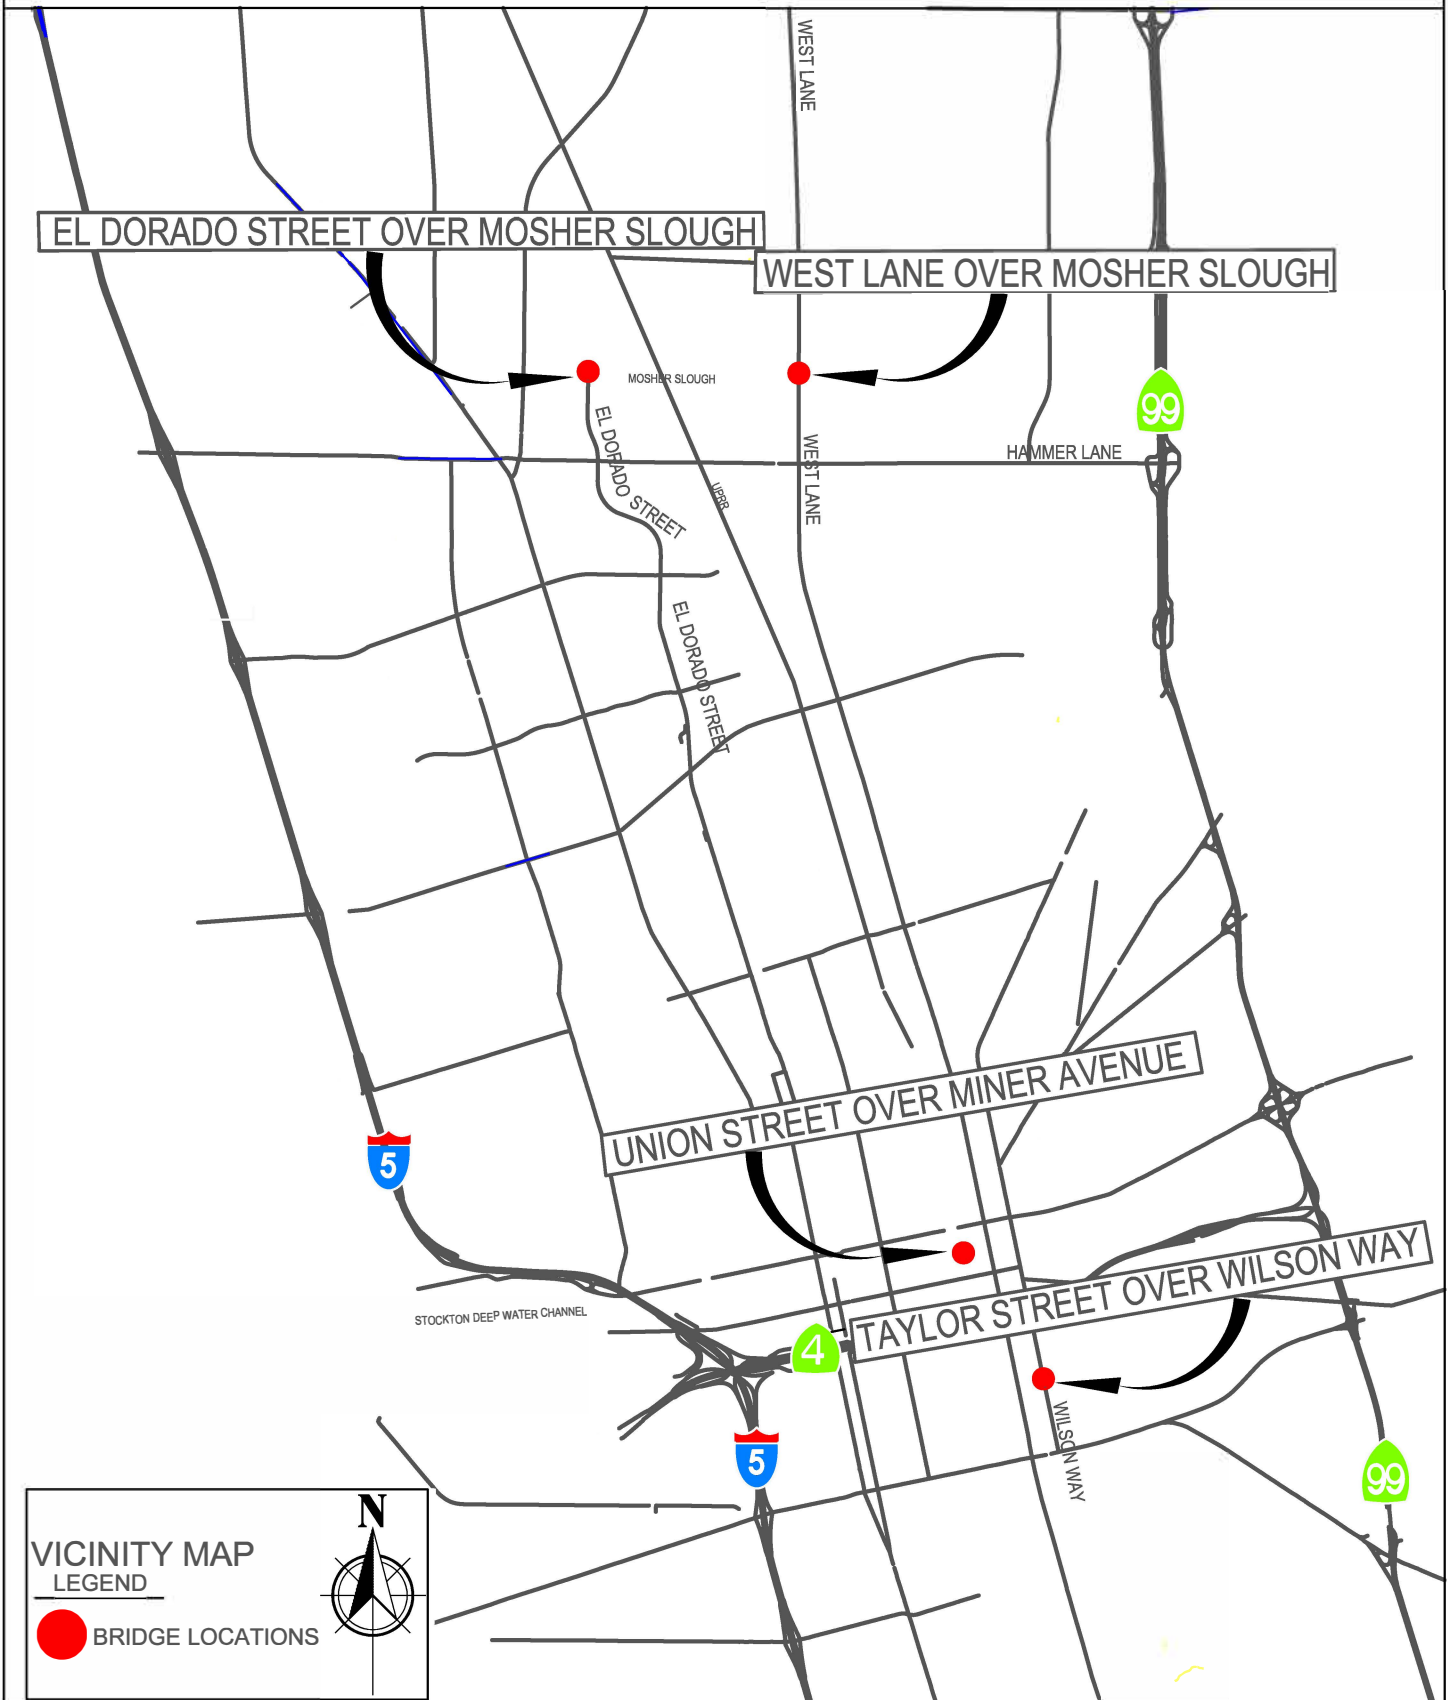 WEST LANE
EL DORADO STREET OVER MOSHER SLOUGH
WEST LANE OVER MOSHER SLOUGH
MOSHER SLOUGH
99
EL DORADO STREET
WEST LANE
HAMMER LANE
UPRR
EL DORADO STREET
UNION STREET OVER MINER AVENUE
5
TAYLOR STREET OVER WILSON WAY
STOCKTON DEEP WATER CHANNEL
4
WILSON WAY
5
99
N
VICINITY MAP
LEGEND
BRIDGE LOCATIONS